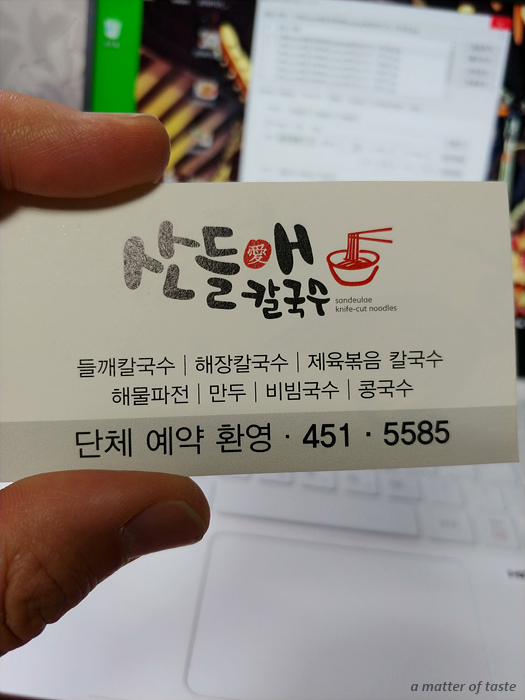 산들애
愛
칼국수
sandeulae
knife-cut noodles
들깨칼국수 | 해장칼국수 | 제육볶음 칼국수
해물파전 | 만두 | 비빔국수 | 콩국수
단체 예약 환영 · 451 · 5585
a matter of taste